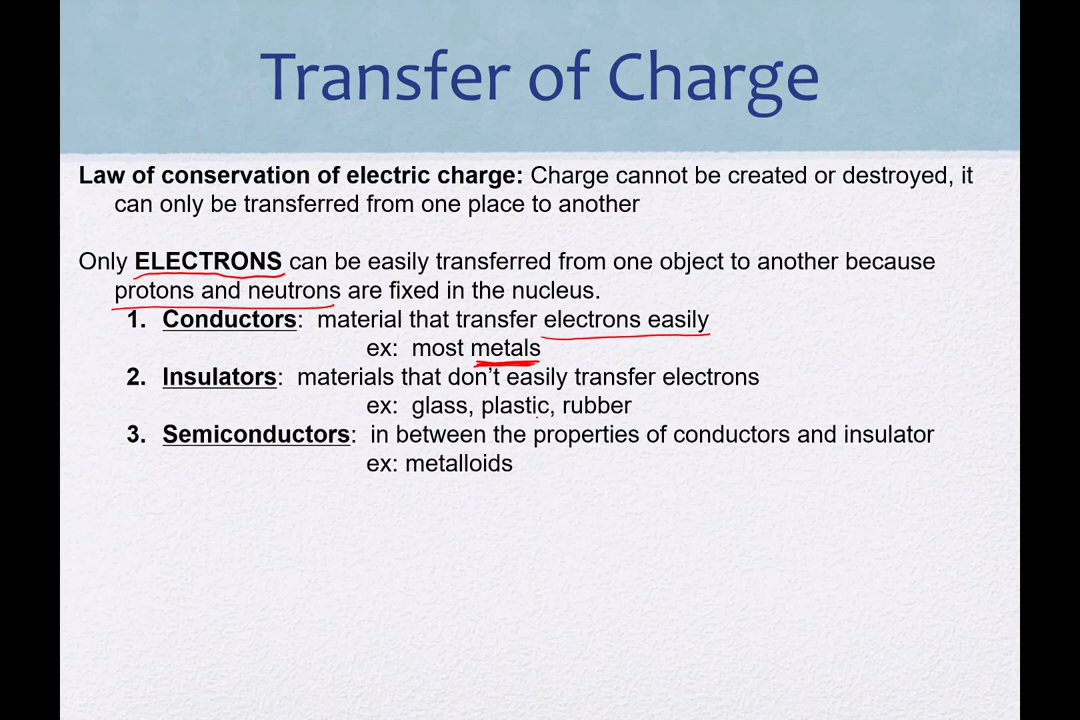 Transfer of Charge
Law of conservation of electric charge: Charge cannot be created or destroyed, it
can only be transferred from one place to another
Only ELECTRONS can be easily transferred from one object to another because
protons and neutrons are fixed in the nucleus.
1. Conductors: material that transfer electrons easily
ex: most metals
2. Insulators: materials that don’t easily transfer electrons
ex: glass, plastic, rubber
3. Semiconductors: in between the properties of conductors and insulator
ex: metalloids